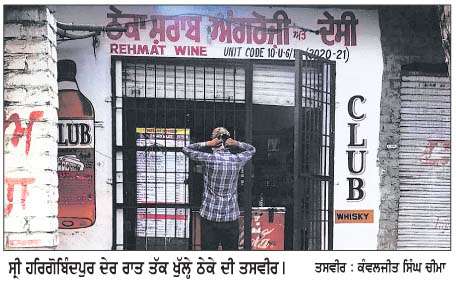 ਠੇਕਾ ਸ਼ਰਾਬ ਅੰਗਰੇਜ਼ੀ ਅਤੇ ਦੇਸੀ
REHMAT WINE UNIT CODE 10-U-6/ (2020-21)
CLUB
CLUB
WHISKY
ਸ੍ਰੀ ਹਰਿਗੋਬਿੰਦਪੁਰ ਦੇਰ ਰਾਤ ਤੱਕ ਖੁੱਲ੍ਹੇ ਠੇਕੇ ਦੀ ਤਸਵੀਰ। ਤਸਵੀਰ : ਕੰਵਲਜੀਤ ਸਿੰਘ ਚੀਮਾ